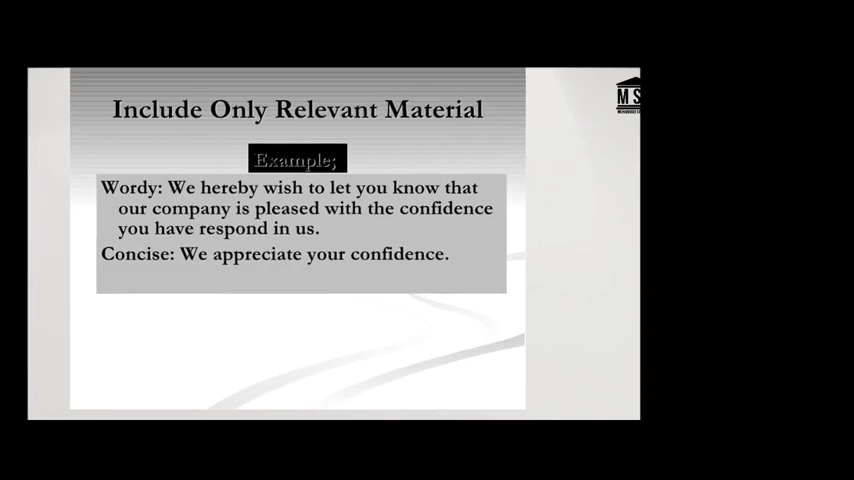 Include Only Relevant Material
M S
Example;
Wordy: We hereby wish to let you know that
our company is pleased with the confidence
you have respond in us.
Concise: We appreciate your confidence.